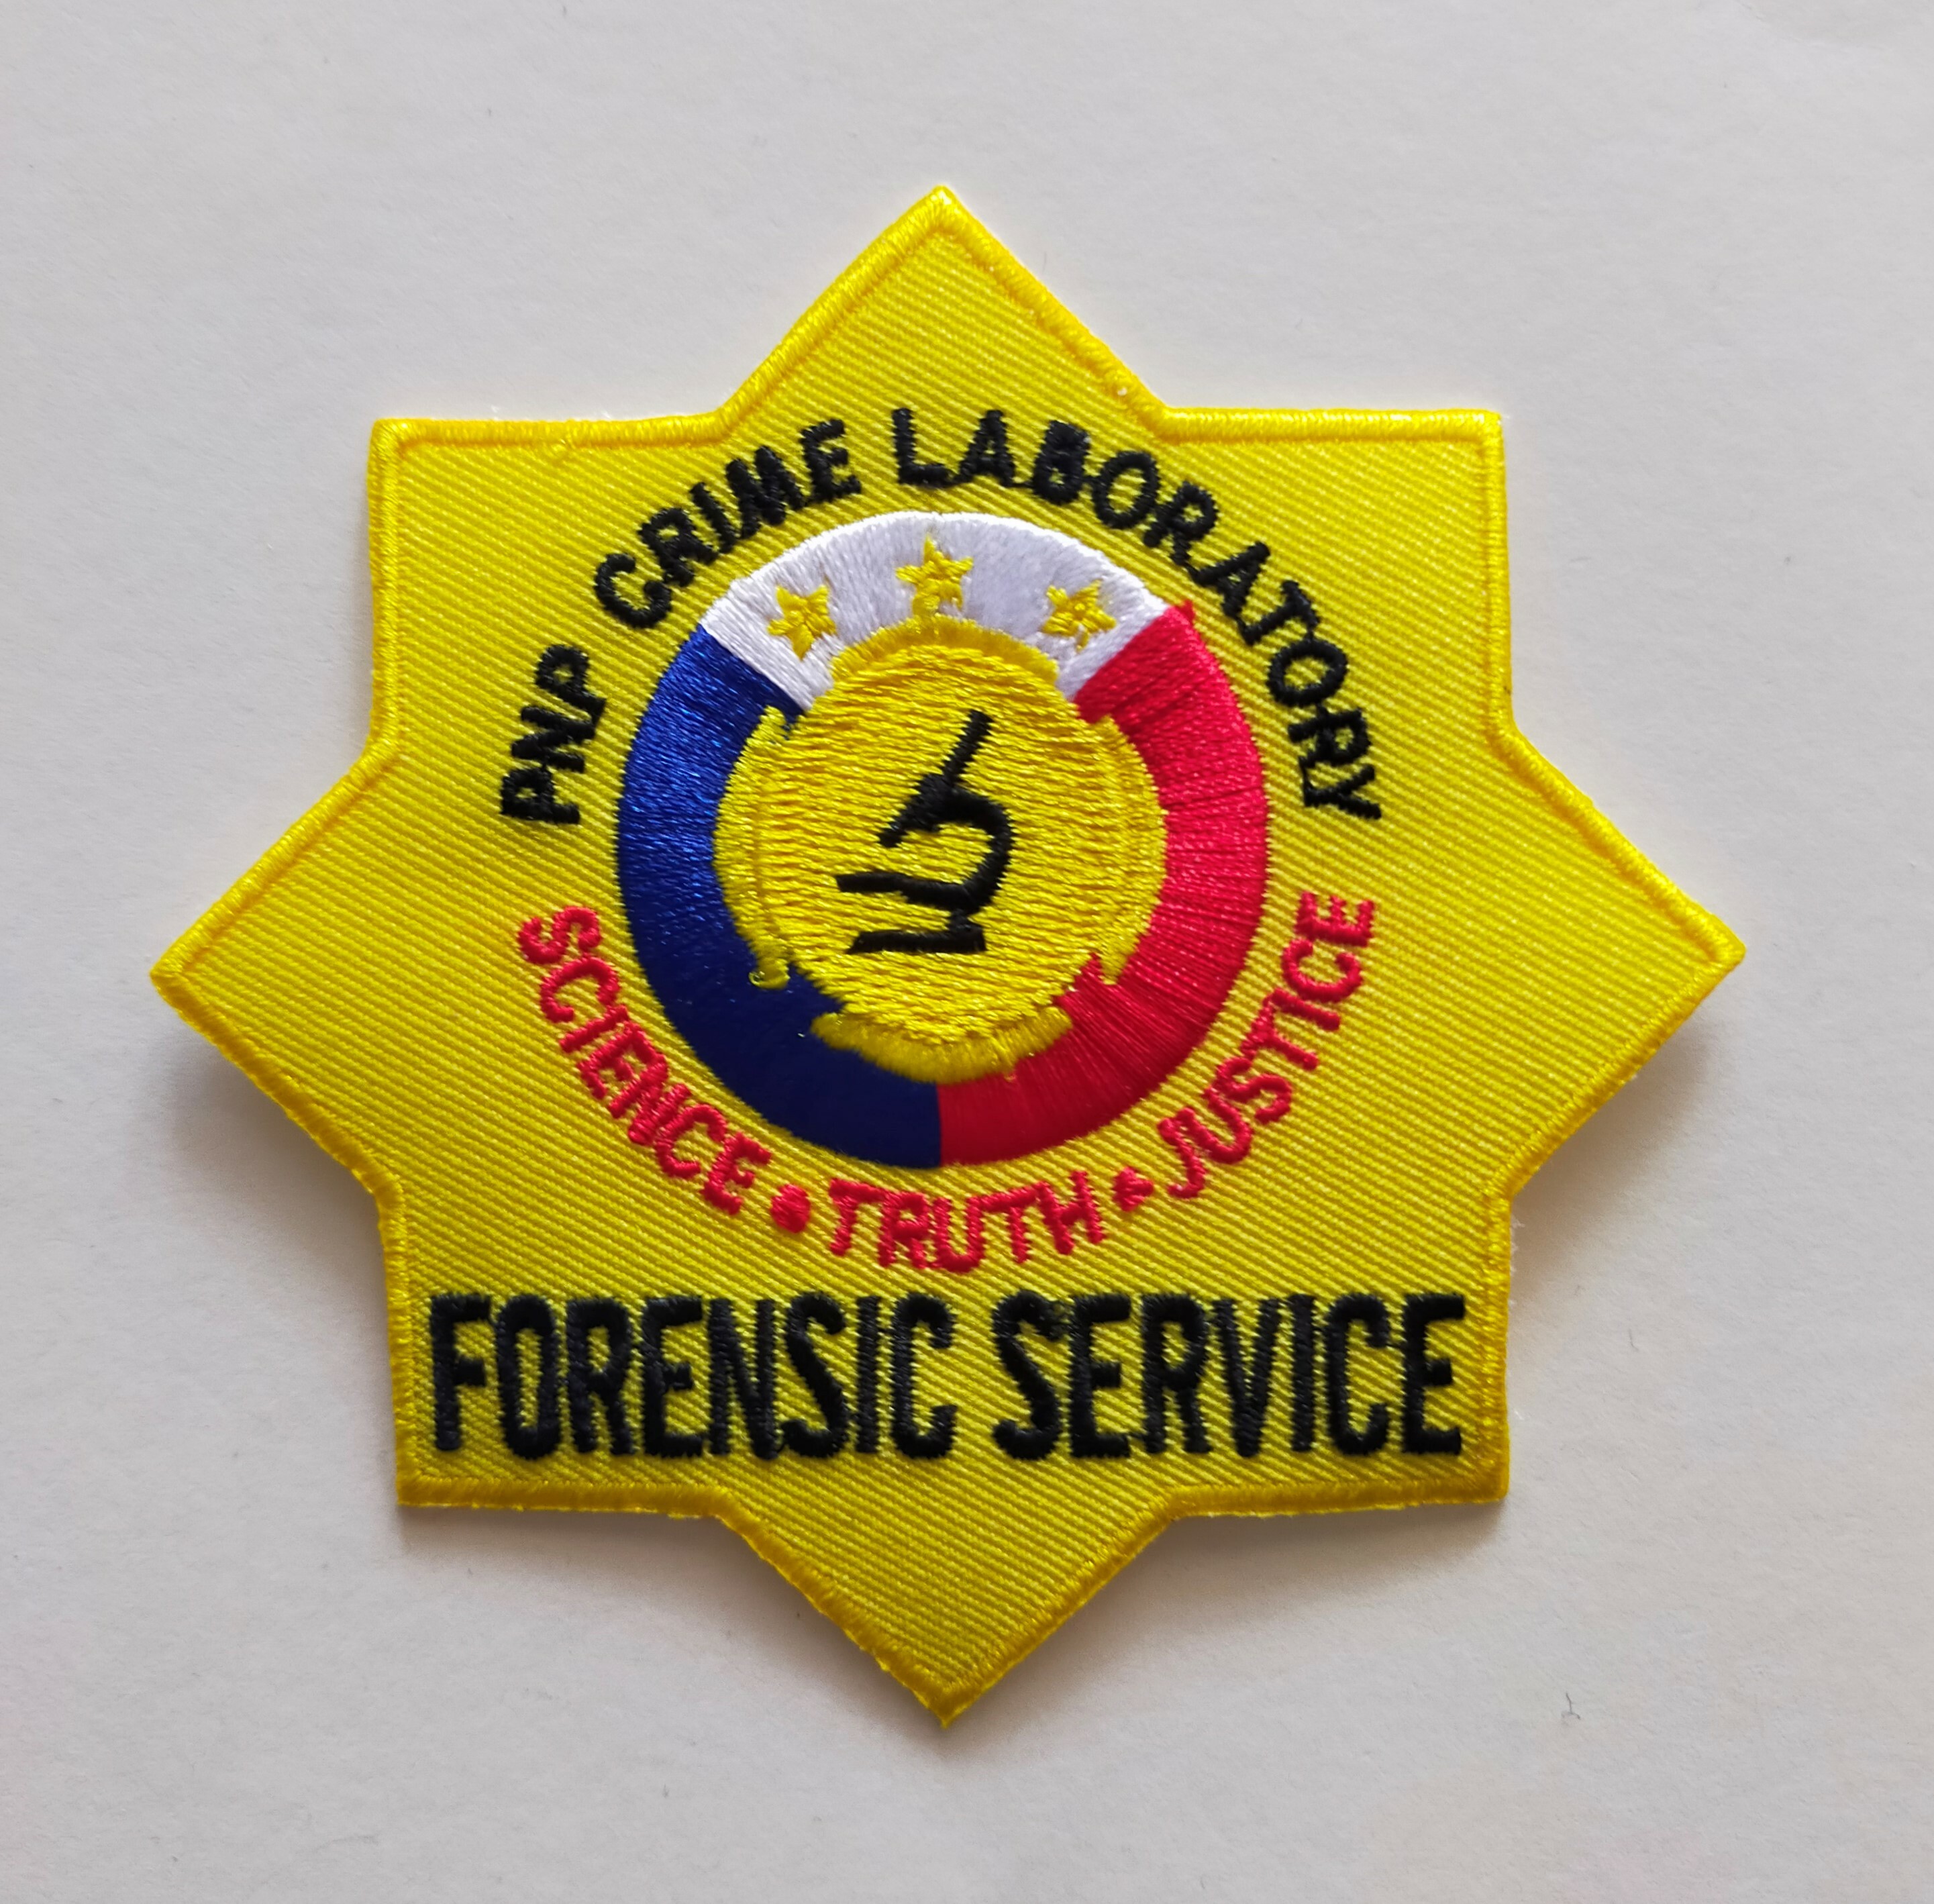 PNP CRIME LABORATORY
SCIENCE • TRUTH • JUSTICE
FORENSIC SERVICE